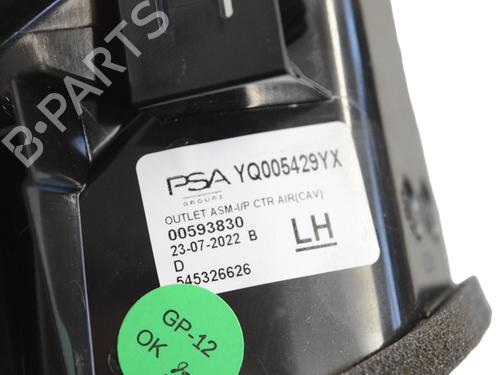 B-PARTS
PSA YQ005429YX
GROUPE
OUTLET ASM-I/P CTR AIR(CAV)
00593830
23-07-2022 B
LH
D
545326626
GP-12
OK